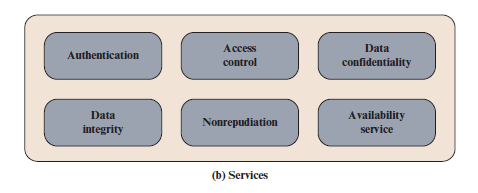 Authentication
Access
control
Data
confidentiality
Data
integrity
Nonrepudiation
Availability
service
(b) Services